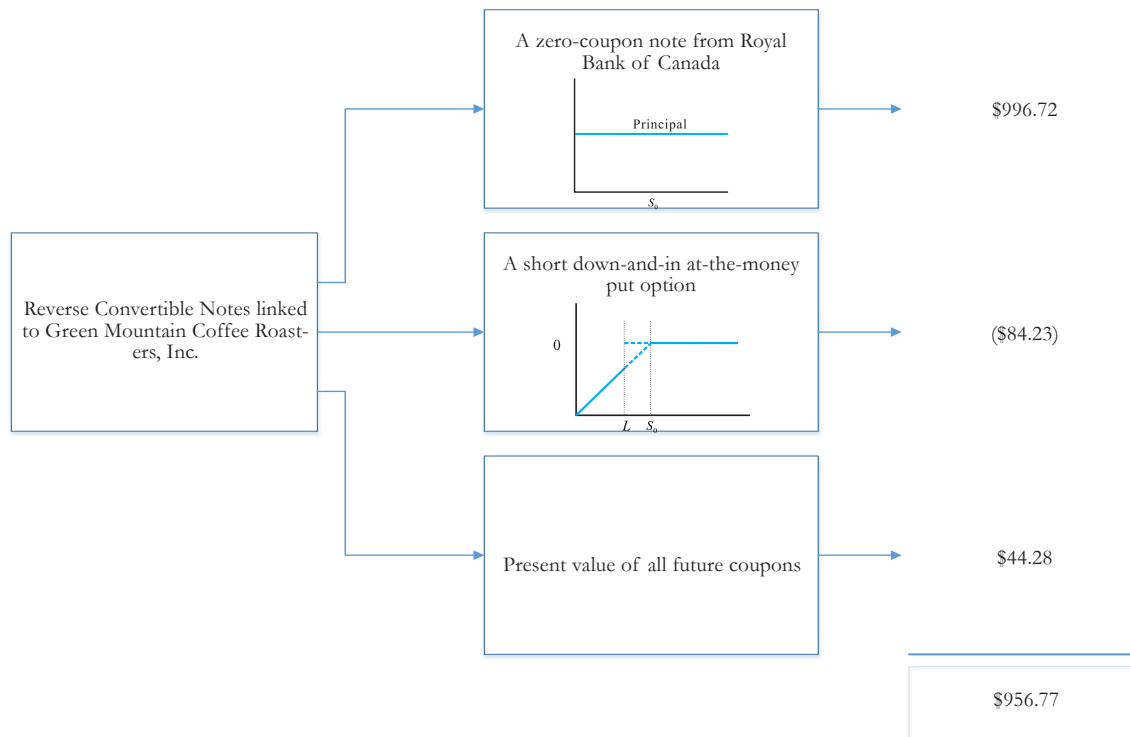 A zero-coupon note from Royal
Bank of Canada
Principal
S₀
$996.72
Reverse Convertible Notes linked
to Green Mountain Coffee Roast-
ers, Inc.
A short down-and-in at-the-money
put option
0
L S₀
($84.23)
Present value of all future coupons
$44.28
$956.77